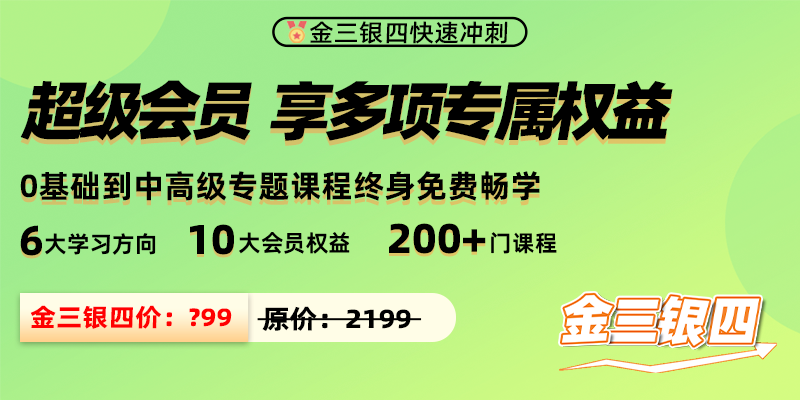 金三银四快速冲刺
超级会员 享多项专属权益
0基础到中高级专题课程终身免费畅学
6大学习方向 10大会员权益 200+门课程
金三银四价：?99 原价：2199
金三银四